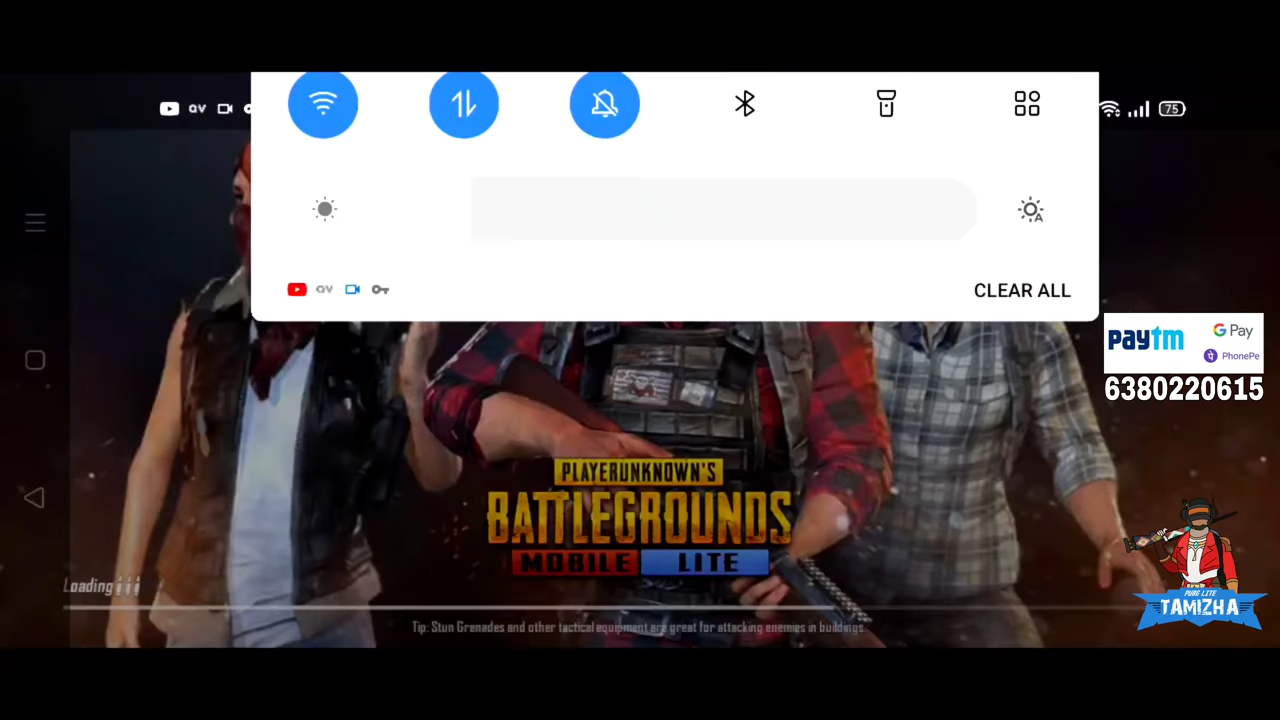 75
CLEAR ALL
paytm
G Pay
PhonePe
6380220615
PLAYERUNKNOWN'S
BATTLEGROUNDS
MOBILE LITE
Loading
Tip: Stun Grenades and other tactical equipment are great for attacking enemies in buildings.
PUBG LITE
TAMIZHA